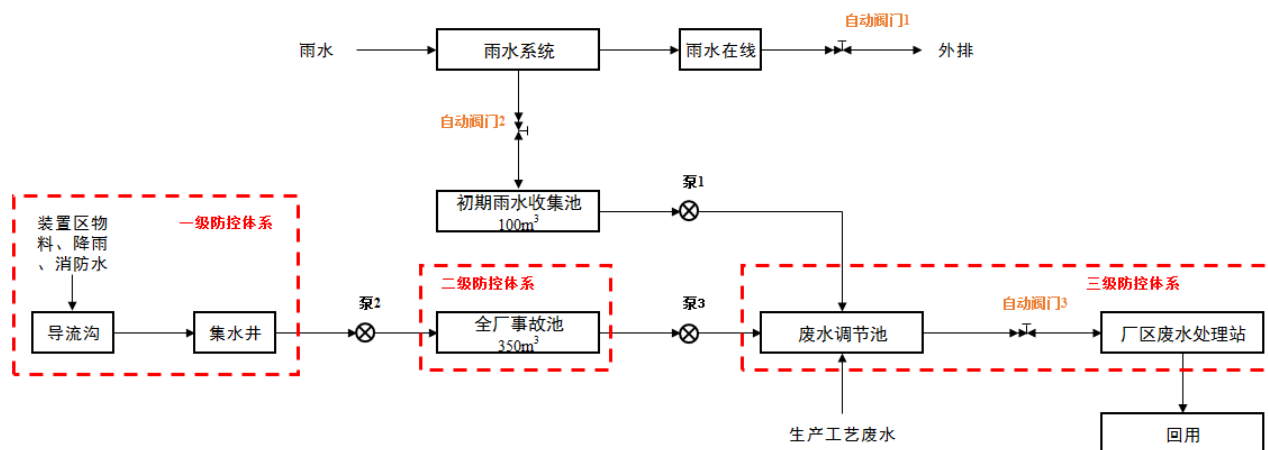 自动阀门1
雨水
雨水系统
雨水在线
外排
自动阀门2
初期雨水收集池
100m³
泵1
装置区物
料、降雨
、消防水
一级防控体系
二级防控体系
三级防控体系
导流沟
集水井
泵2
全厂事故池
350m³
泵3
废水调节池
自动阀门3
厂区废水处理站
生产工艺废水
回用